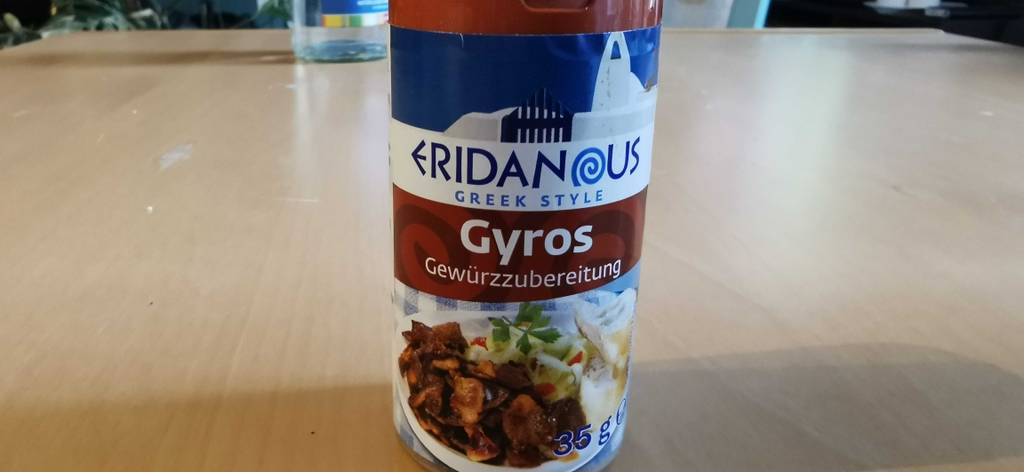 ERIDANOUS
GREEK STYLE
Gyros
Gewürzzubereitung
35 g